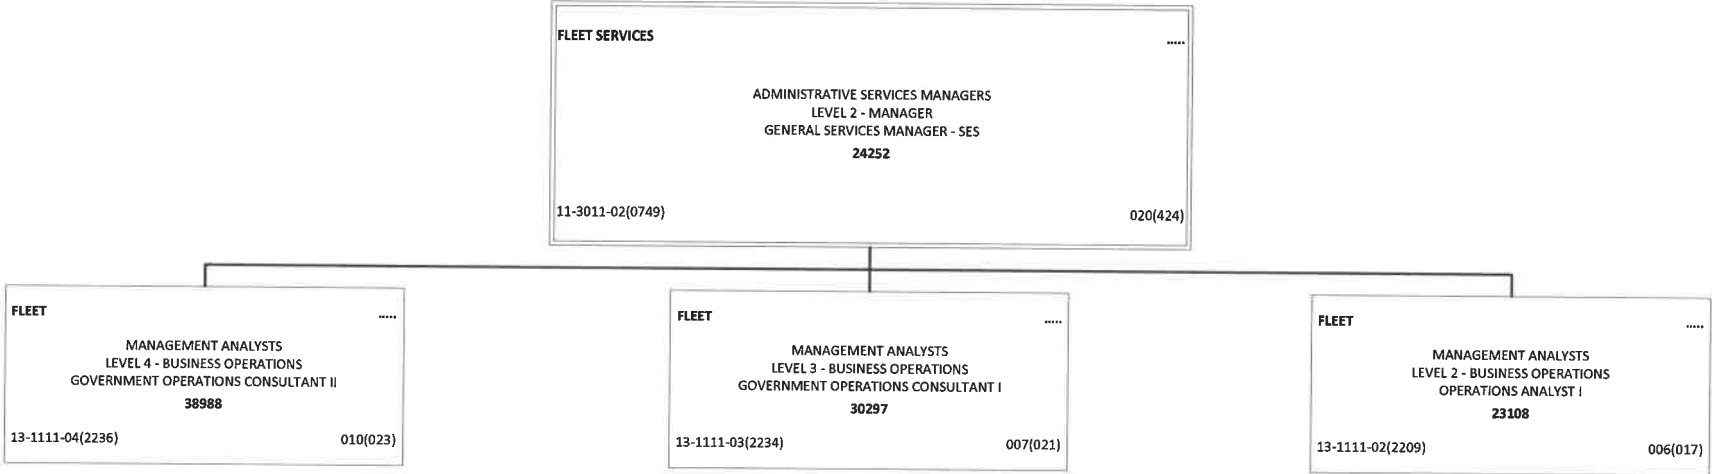 FLEET SERVICES
.....
ADMINISTRATIVE SERVICES MANAGERS
LEVEL 2 - MANAGER
GENERAL SERVICES MANAGER - SES
24252
11-3011-02(0749)
020(424)
FLEET
.....
MANAGEMENT ANALYSTS
LEVEL 4 - BUSINESS OPERATIONS
GOVERNMENT OPERATIONS CONSULTANT II
38988
13-1111-04(2236)
010(023)
FLEET
.....
MANAGEMENT ANALYSTS
LEVEL 3 - BUSINESS OPERATIONS
GOVERNMENT OPERATIONS CONSULTANT I
30297
13-1111-03(2234)
007(021)
FLEET
.....
MANAGEMENT ANALYSTS
LEVEL 2 - BUSINESS OPERATIONS
OPERATIONS ANALYST I
23108
13-1111-02(2209)
006(017)